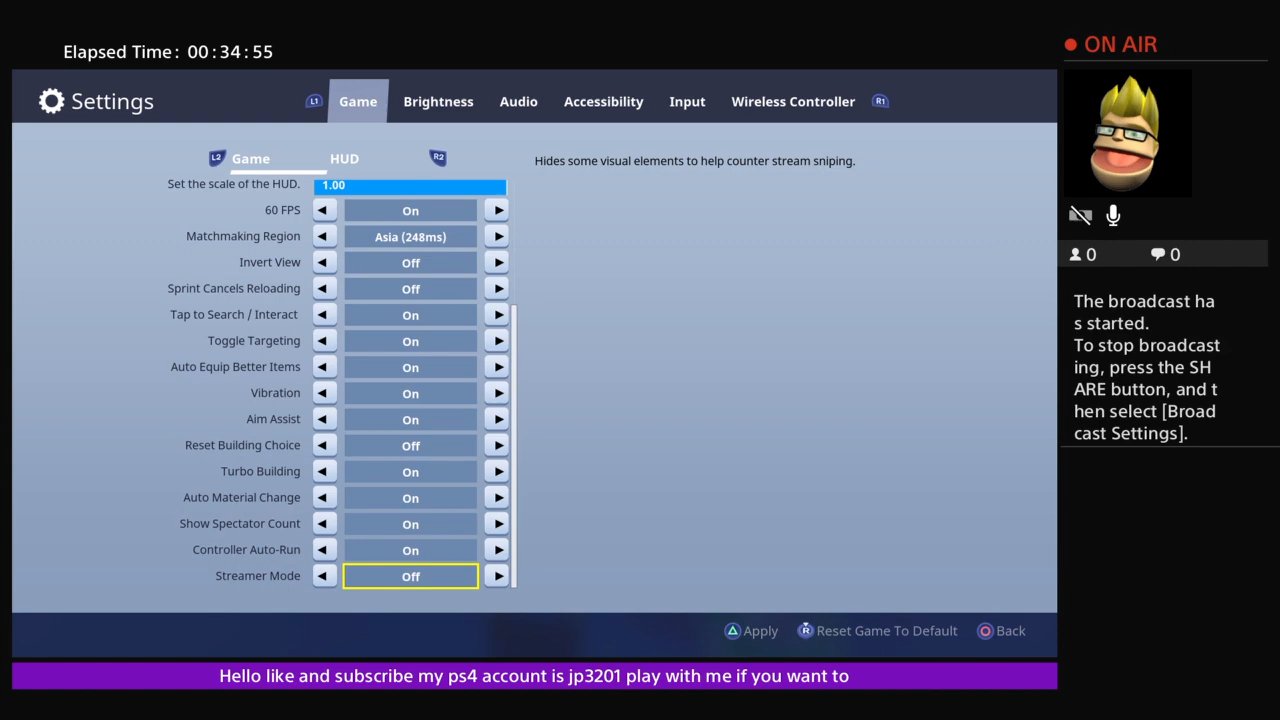 Elapsed Time: 00:34:55
ON AIR
Settings
L1 Game Brightness Audio Accessibility Input Wireless Controller R1
L2 Game HUD R2
Hides some visual elements to help counter stream sniping.
Set the scale of the HUD. 1.00
60 FPS On
Matchmaking Region Asia (248ms)
Invert View Off
Sprint Cancels Reloading Off
Tap to Search / Interact On
Toggle Targeting On
Auto Equip Better Items On
Vibration On
Aim Assist On
Reset Building Choice Off
Turbo Building On
Auto Material Change On
Show Spectator Count On
Controller Auto-Run On
Streamer Mode Off
Apply R Reset Game To Default Back
0 0
The broadcast ha
s started.
To stop broadcast
ing, press the SH
ARE button, and t
hen select [Broad
cast Settings].
Hello like and subscribe my ps4 account is jp3201 play with me if you want to